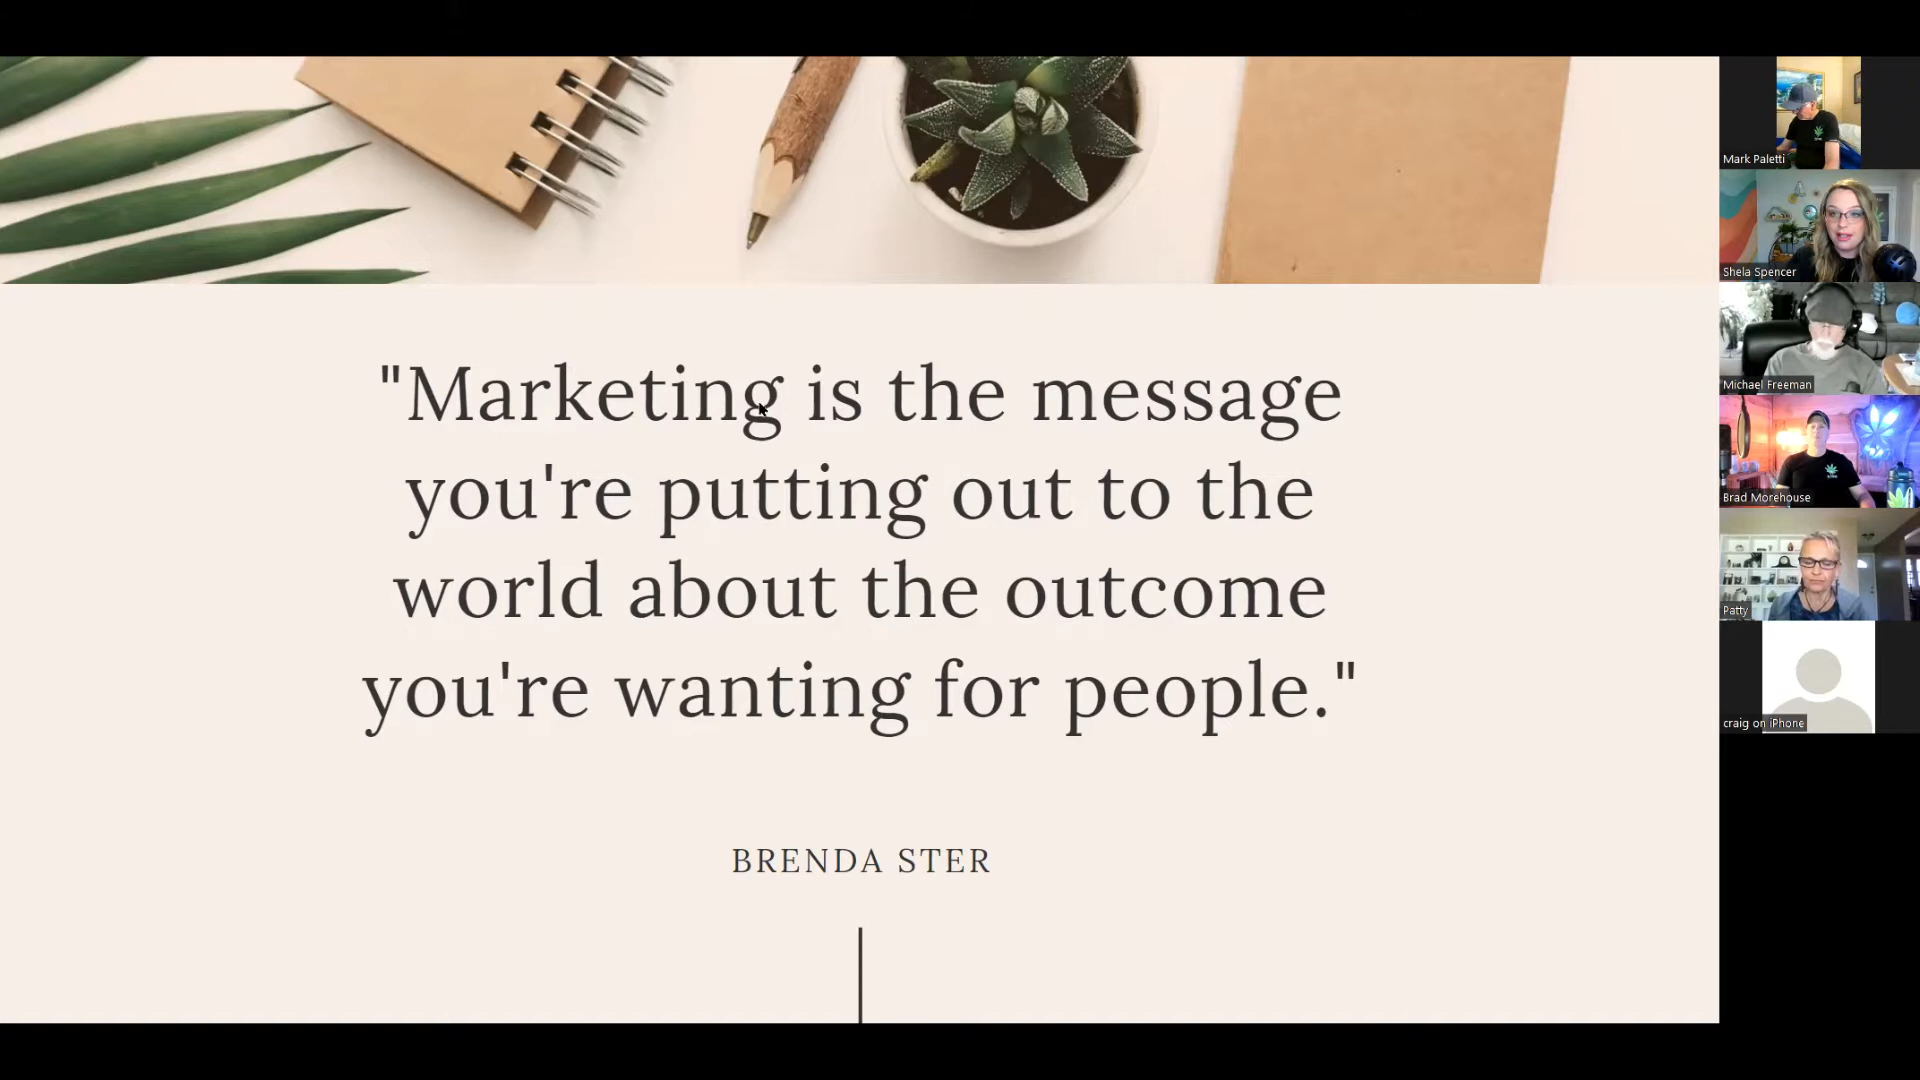 "Marketing is the message
you're putting out to the
world about the outcome
you're wanting for people."
BRENDA STER
Mark Paletti
Shela Spencer
Michael Freeman
Brad Morehouse
Patty
craig on iPhone